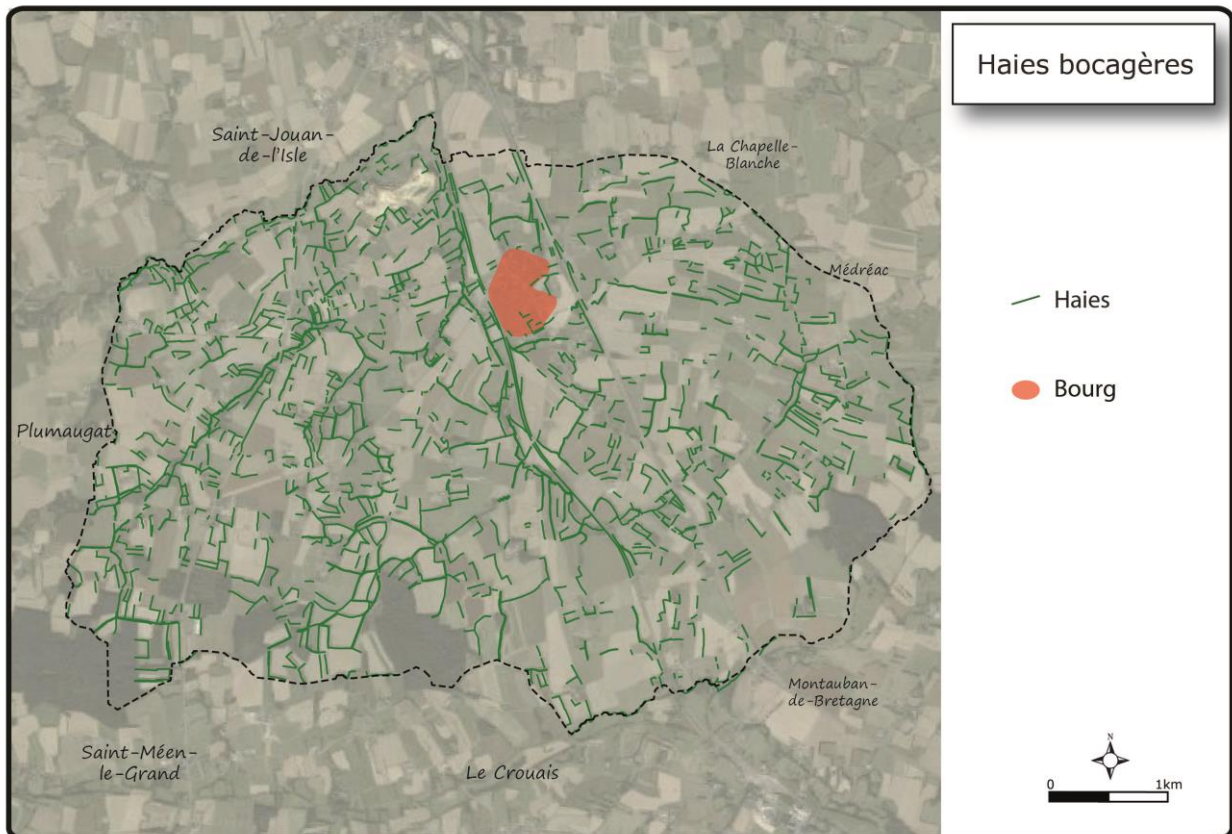 Haies bocagères
Saint-Jouan-
de-l'Isle
La Chapelle-
Blanche
Médréac
Haies
Bourg
Plumaugat
Montauban-
de-Bretagne
Saint-Méen-
le-Grand
Le Crouais
N
0 1km